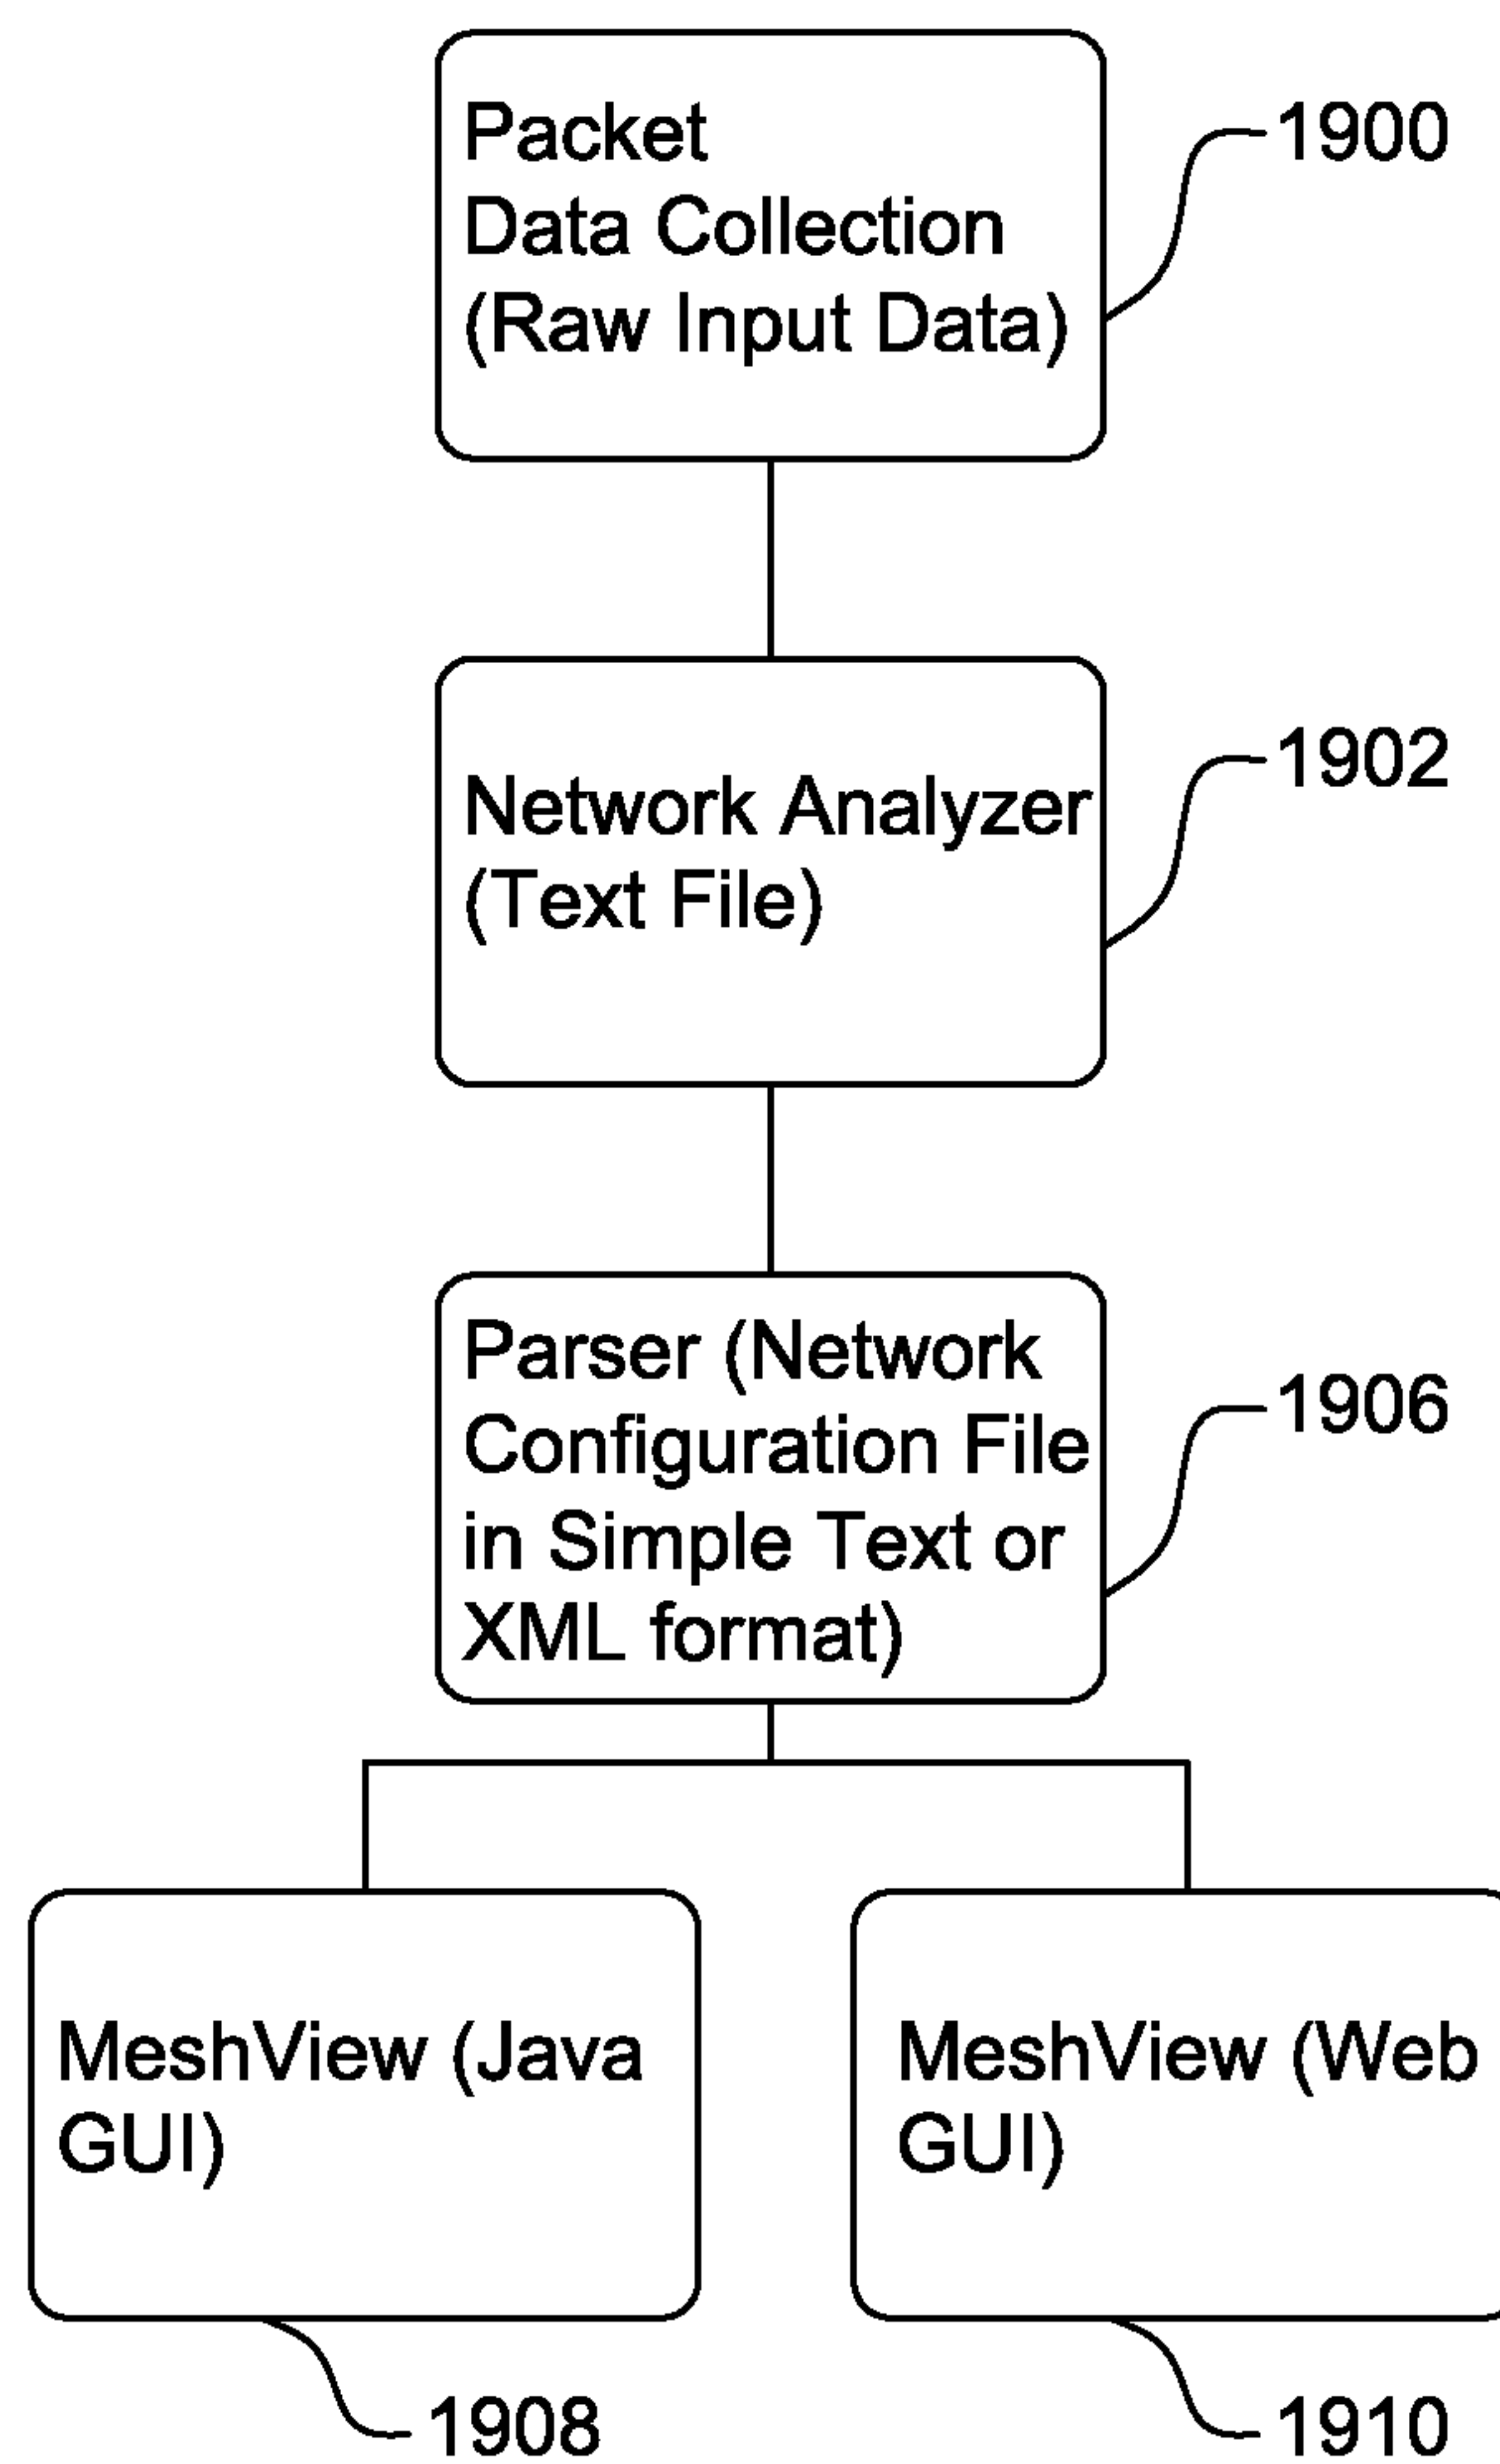 Packet
Data Collection
(Raw Input Data)
1900
Network Analyzer
(Text File)
1902
Parser (Network
Configuration File
in Simple Text or
XML format)
1906
MeshView (Java
GUI)
1908
MeshView (Web
GUI)
1910